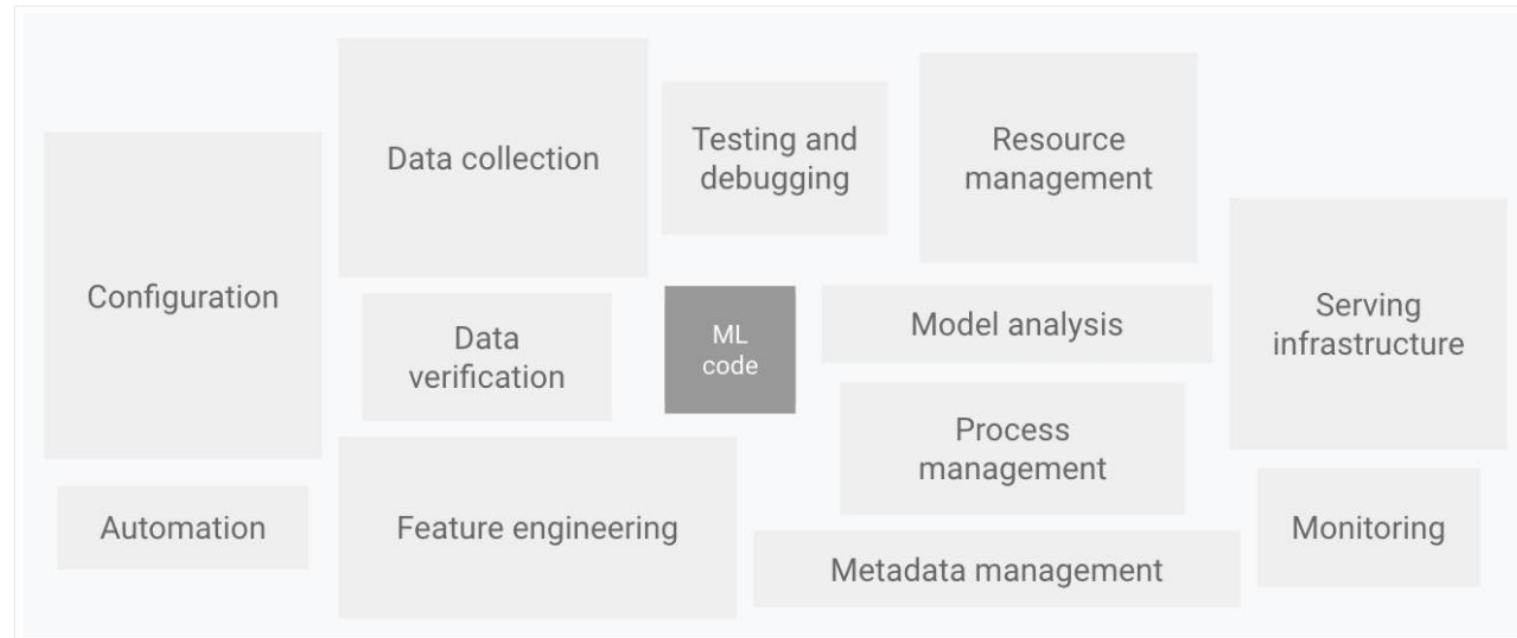 Configuration
Automation
Data collection
Data
verification
Feature engineering
Testing and
debugging
ML
code
Resource
management
Model analysis
Process
management
Metadata management
Serving
infrastructure
Monitoring